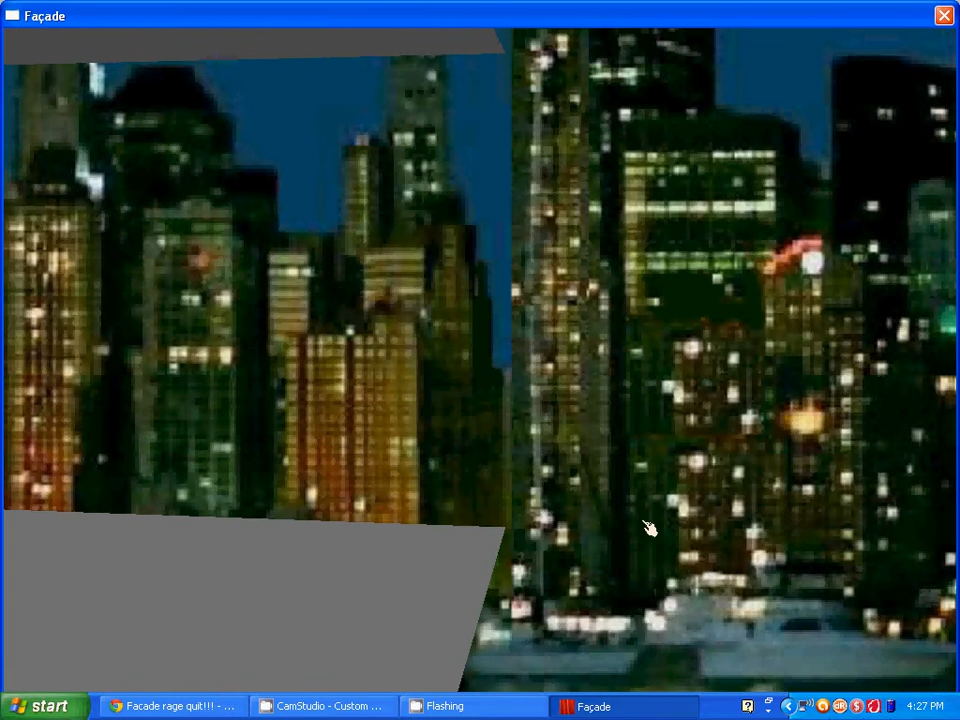 Façade
start
Facade rage quit!!! - ...
CamStudio - Custom ...
Flashing
Façade
4:27 PM